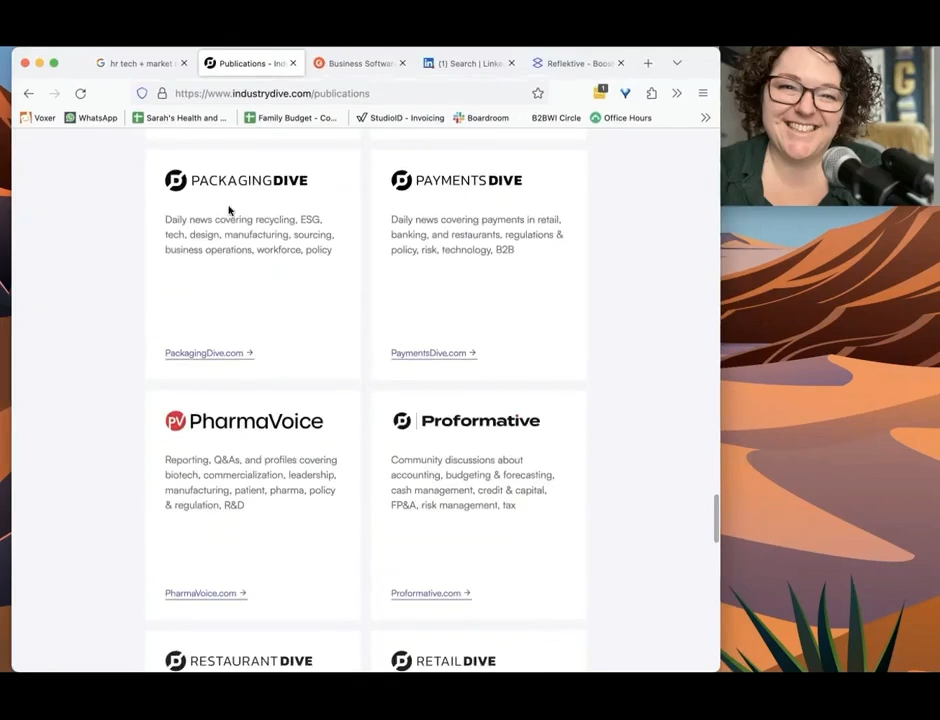 hr tech + market
Publications - Ind
Business Softwar
(1) Search | Linke
Reflektive - Boos
https://www.industrydive.com/publications
1
Voxer
WhatsApp
Sarah's Health and ...
Family Budget - Co...
StudioID - Invoicing
Boardroom
B2BWI Circle
Office Hours
PACKAGINGDIVE
Daily news covering recycling, ESG,
tech, design, manufacturing, sourcing,
business operations, workforce, policy
PackagingDive.com →
PAYMENTSDIVE
Daily news covering payments in retail,
banking, and restaurants, regulations &
policy, risk, technology, B2B
PaymentsDive.com →
PV PharmaVoice
Reporting, Q&As, and profiles covering
biotech, commercialization, leadership,
manufacturing, patient, pharma, policy
& regulation, R&D
PharmaVoice.com →
Proformative
Community discussions about
accounting, budgeting & forecasting,
cash management, credit & capital,
FP&A, risk management, tax
Proformative.com →
RESTAURANTDIVE
RETAILDIVE